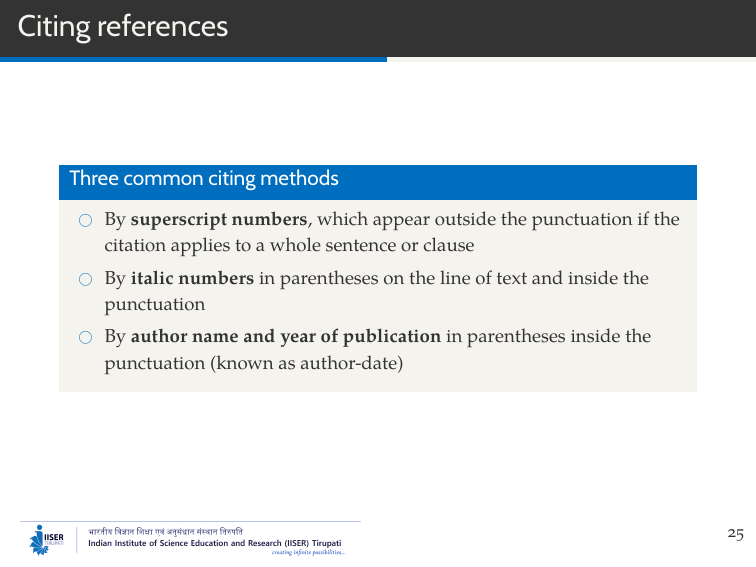 Citing references
Three common citing methods
By superscript numbers, which appear outside the punctuation if the
citation applies to a whole sentence or clause
By italic numbers in parentheses on the line of text and inside the
punctuation
By author name and year of publication in parentheses inside the
punctuation (known as author-date)
IISER
TIRUPATI
भारतीय विज्ञान शिक्षा एवं अनुसंधान संस्थान तिरुपति
Indian Institute of Science Education and Research (IISER) Tirupati
creating infinite possibilities...
25